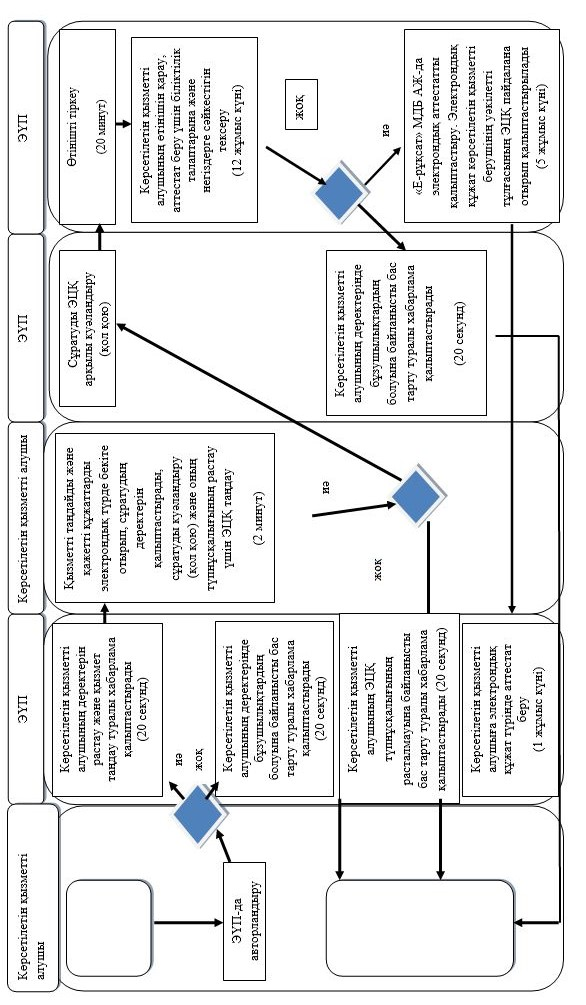 Көрсетілетін қызметті
алушы
ЭҮП
Көрсетілетін қызметті алушы
ЭҮП
ЭҮП
ЭҮП-да
авторландыру
иә
жоқ
Көрсетілетін қызметті
алушының деректерін
растау және қызмет
таңдау туралы хабарлама
қалыптастырады
(20 секунд)
Көрсетілетін қызметті
алушының деректерінде
бұзушылықтардың
болуына байланысты бас
тарту туралы хабарлама
қалыптастырады
(20 секунд)
Көрсетілетін қызметті
алушының ЭЦҚ
түпнұсқалығының
расталмауына байланысты
бас тарту туралы хабарлама
қалыптастырады (20 секунд)
Көрсетілетін қызметті
алушыға электрондық
құжат түрінде аттестат
беру
(1 жұмыс күні)
Қызметті таңдайды және
қажетті құжаттарды
электрондық түрде бекіте
отырып, сұратудың
деректерін
қалыптастырады,
сұратуды куәландыру
(қол қою) және оның
түпнұсқалығының растау
үшін ЭЦҚ таңдау
(2 минут)
иә
жоқ
Сұратуды ЭЦҚ
арқылы куәландыру
(қол қою)
Көрсетілетін қызметті
алушының деректерінде
бұзушылықтардың
болуына байланысты бас
тарту туралы хабарлама
қалыптастырады
(20 секунд)
Өтінішті тіркеу
(20 минут)
Көрсетілетін қызметті
алушының өтінішін қарау,
аттестат беру үшін біліктілік
талаптарына және
негіздерге сәйкестігін
тексеру
(12 жұмыс күні)
жоқ
иә
«Е-рұқсат» МДБ АЖ-да
электрондық аттестатты
қалыптастыру. Электрондық
құжат көрсетілетін қызметті
берушінің уәкілетті
тұлғасының ЭЦҚ пайдалана
отырып қалыптастырылады
(5 жұмыс күні)